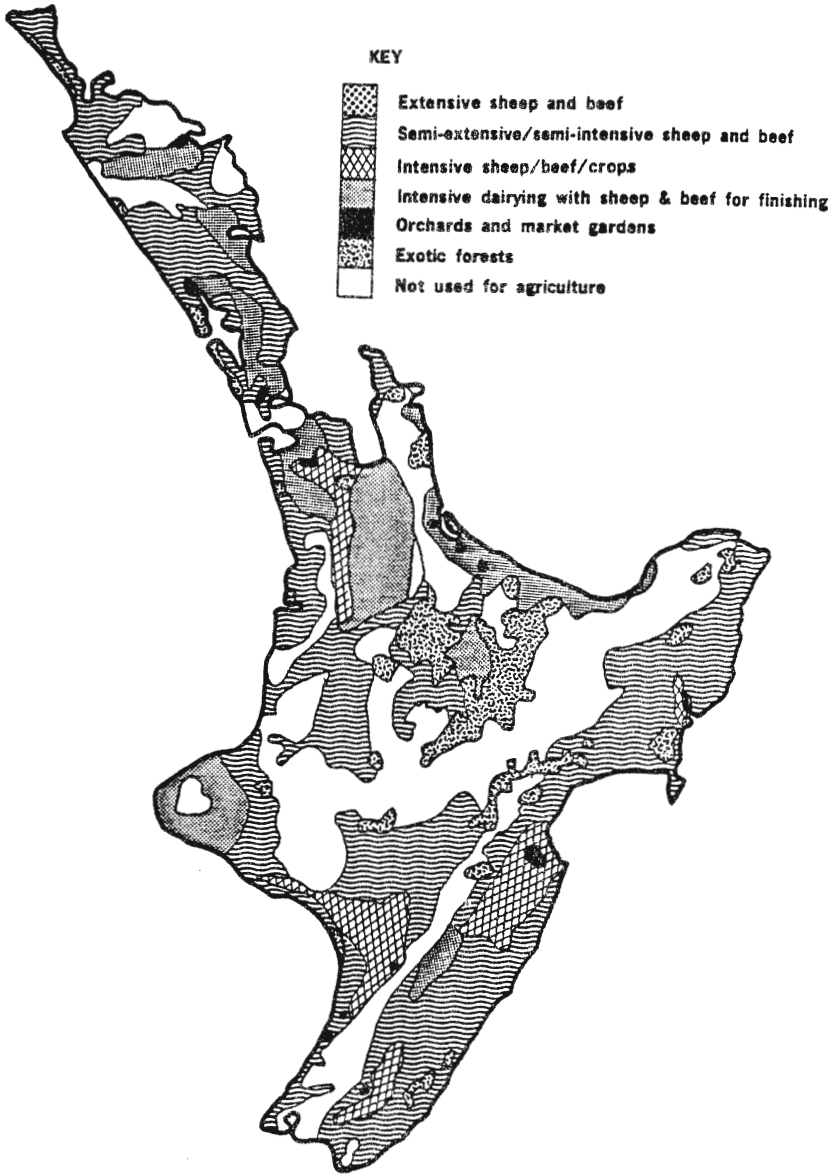 KEY
Extensive sheep and beef
Semi-extensive/semi-intensive sheep and beef
Intensive sheep/beef/crops
Intensive dairying with sheep & beef for finishing
Orchards and market gardens
Exotic forests
Not used for agriculture